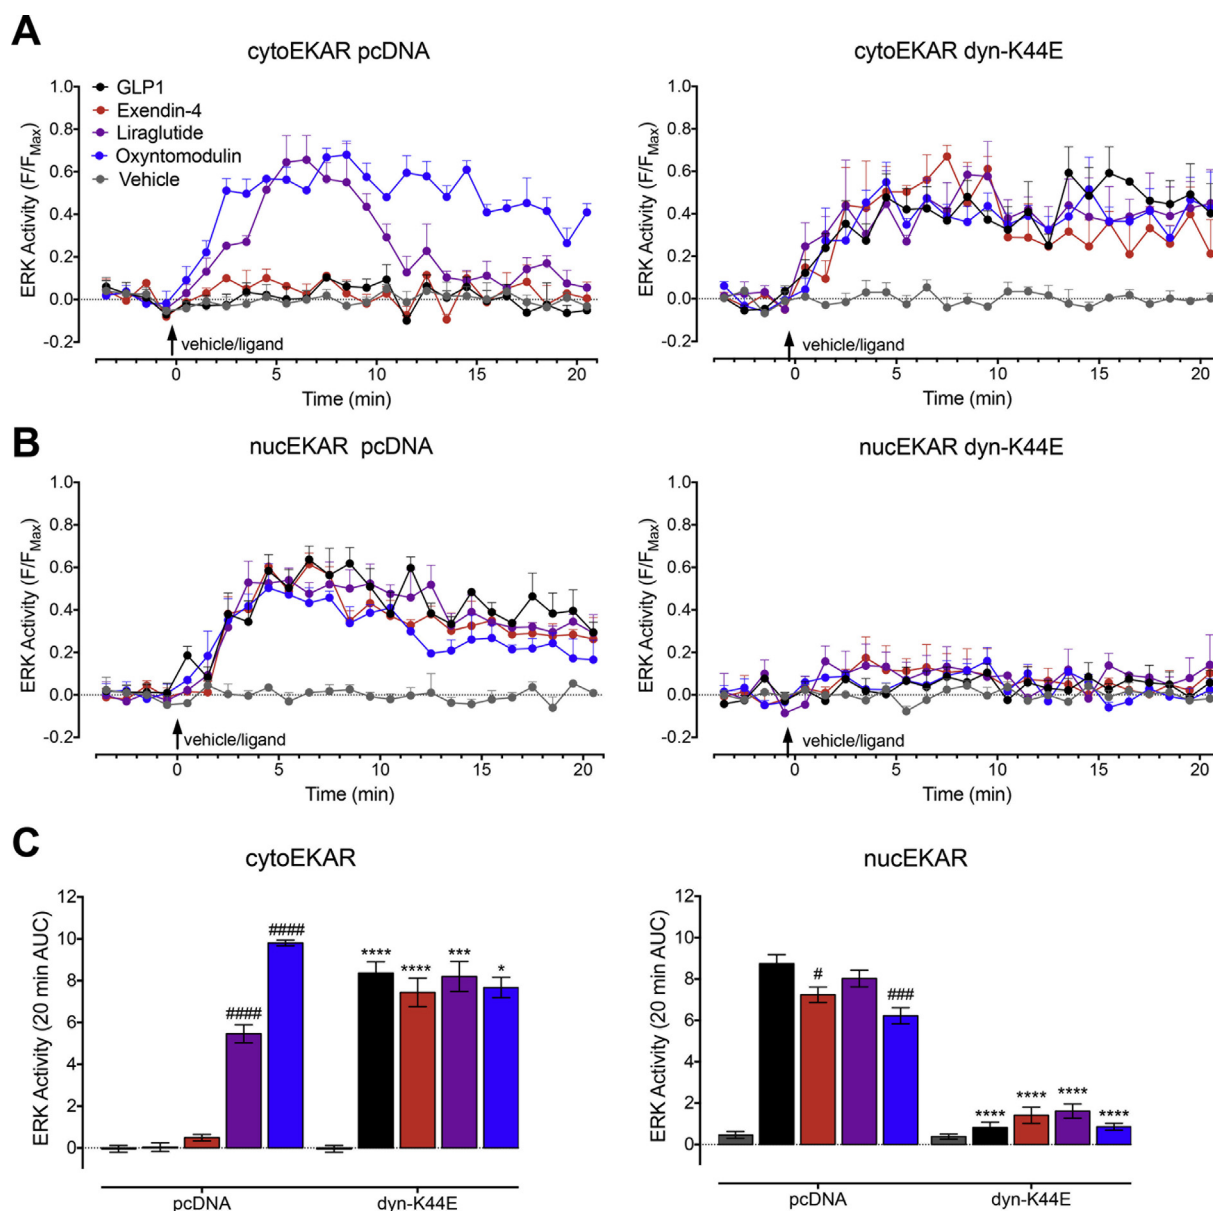 A
cytoEKAR pcDNA
cytoEKAR dyn-K44E
GLP1
Exendin-4
Liraglutide
Oxyntomodulin
Vehicle
ERK Activity (F/FMax)
1.0
0.8
0.6
0.4
0.2
0.0
-0.2
vehicle/ligand
0
5
10
15
20
Time (min)
ERK Activity (F/FMax)
1.0
0.8
0.6
0.4
0.2
0.0
-0.2
vehicle/ligand
0
5
10
15
20
Time (min)
B
nucEKAR pcDNA
nucEKAR dyn-K44E
ERK Activity (F/FMax)
1.0
0.8
0.6
0.4
0.2
0.0
-0.2
vehicle/ligand
0
5
10
15
20
Time (min)
ERK Activity (F/FMax)
1.0
0.8
0.6
0.4
0.2
0.0
-0.2
vehicle/ligand
0
5
10
15
20
Time (min)
C
cytoEKAR
nucEKAR
ERK Activity (20 min AUC)
12
10
8
6
4
2
0
####
####
****
****
***
*
pcDNA
dyn-K44E
ERK Activity (20 min AUC)
12
10
8
6
4
2
0
#
###
****
****
****
****
pcDNA
dyn-K44E